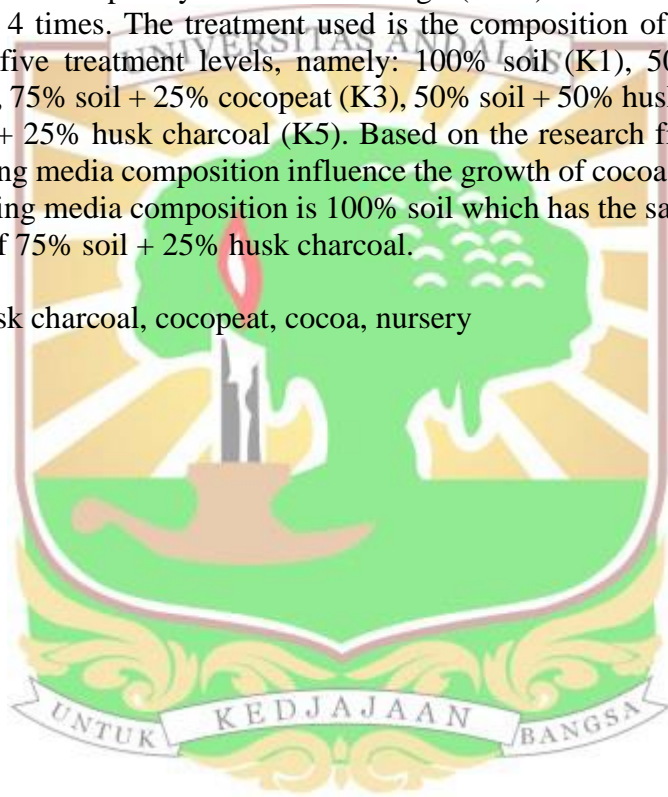 4 times. The treatment used is the composition of
UNIVERSITAS ANDALAS
five treatment levels, namely: 100% soil (K1), 50
, 75% soil + 25% cocopeat (K3), 50% soil + 50% husk
+ 25% husk charcoal (K5). Based on the research fi
ng media composition influence the growth of cocoa
ing media composition is 100% soil which has the sa
f 75% soil + 25% husk charcoal.
sk charcoal, cocopeat, cocoa, nursery
UNTUK KEDJAJAAN BANGSA